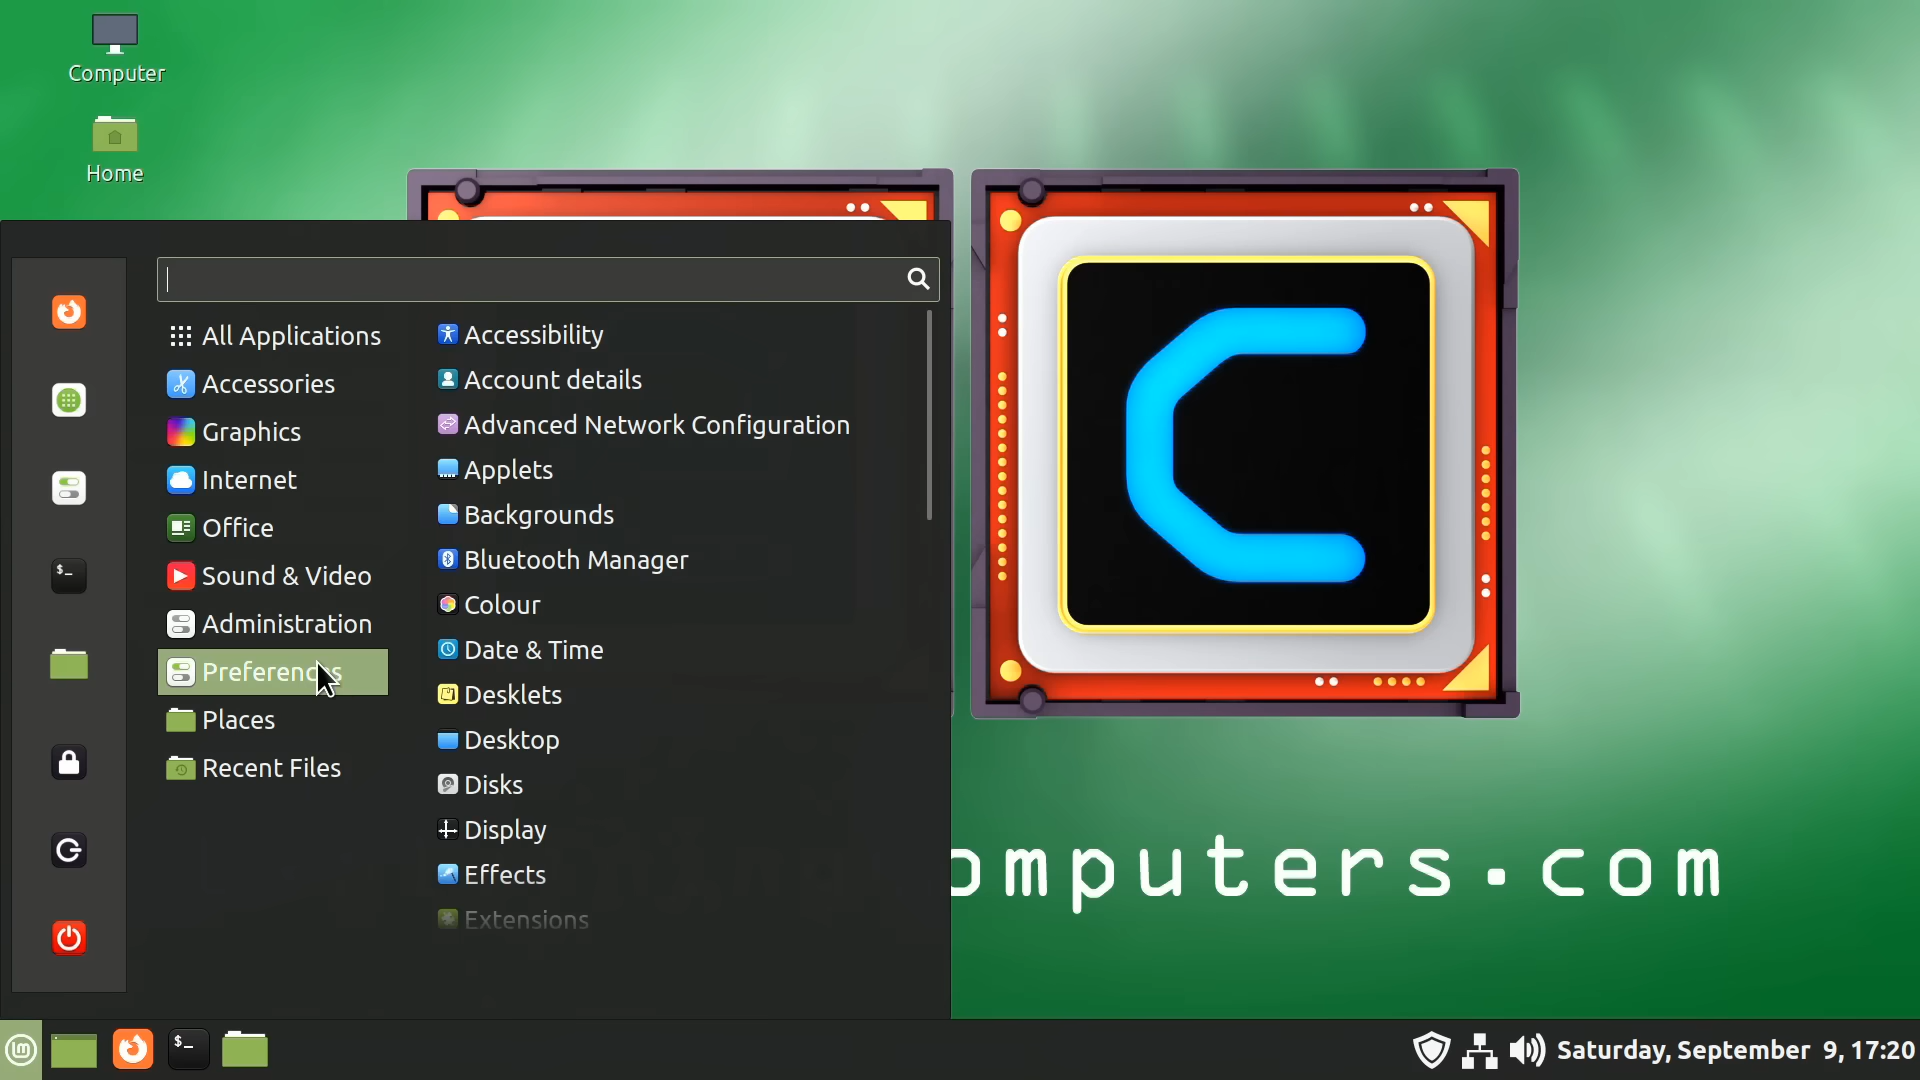 Computer
Home
All Applications
Accessories
Graphics
Internet
Office
Sound & Video
Administration
Preferences
Places
Recent Files
Accessibility
Account details
Advanced Network Configuration
Applets
Backgrounds
Bluetooth Manager
Colour
Date & Time
Desklets
Desktop
Disks
Display
Effects
Extensions
omputers.com
Saturday, September 9, 17:20